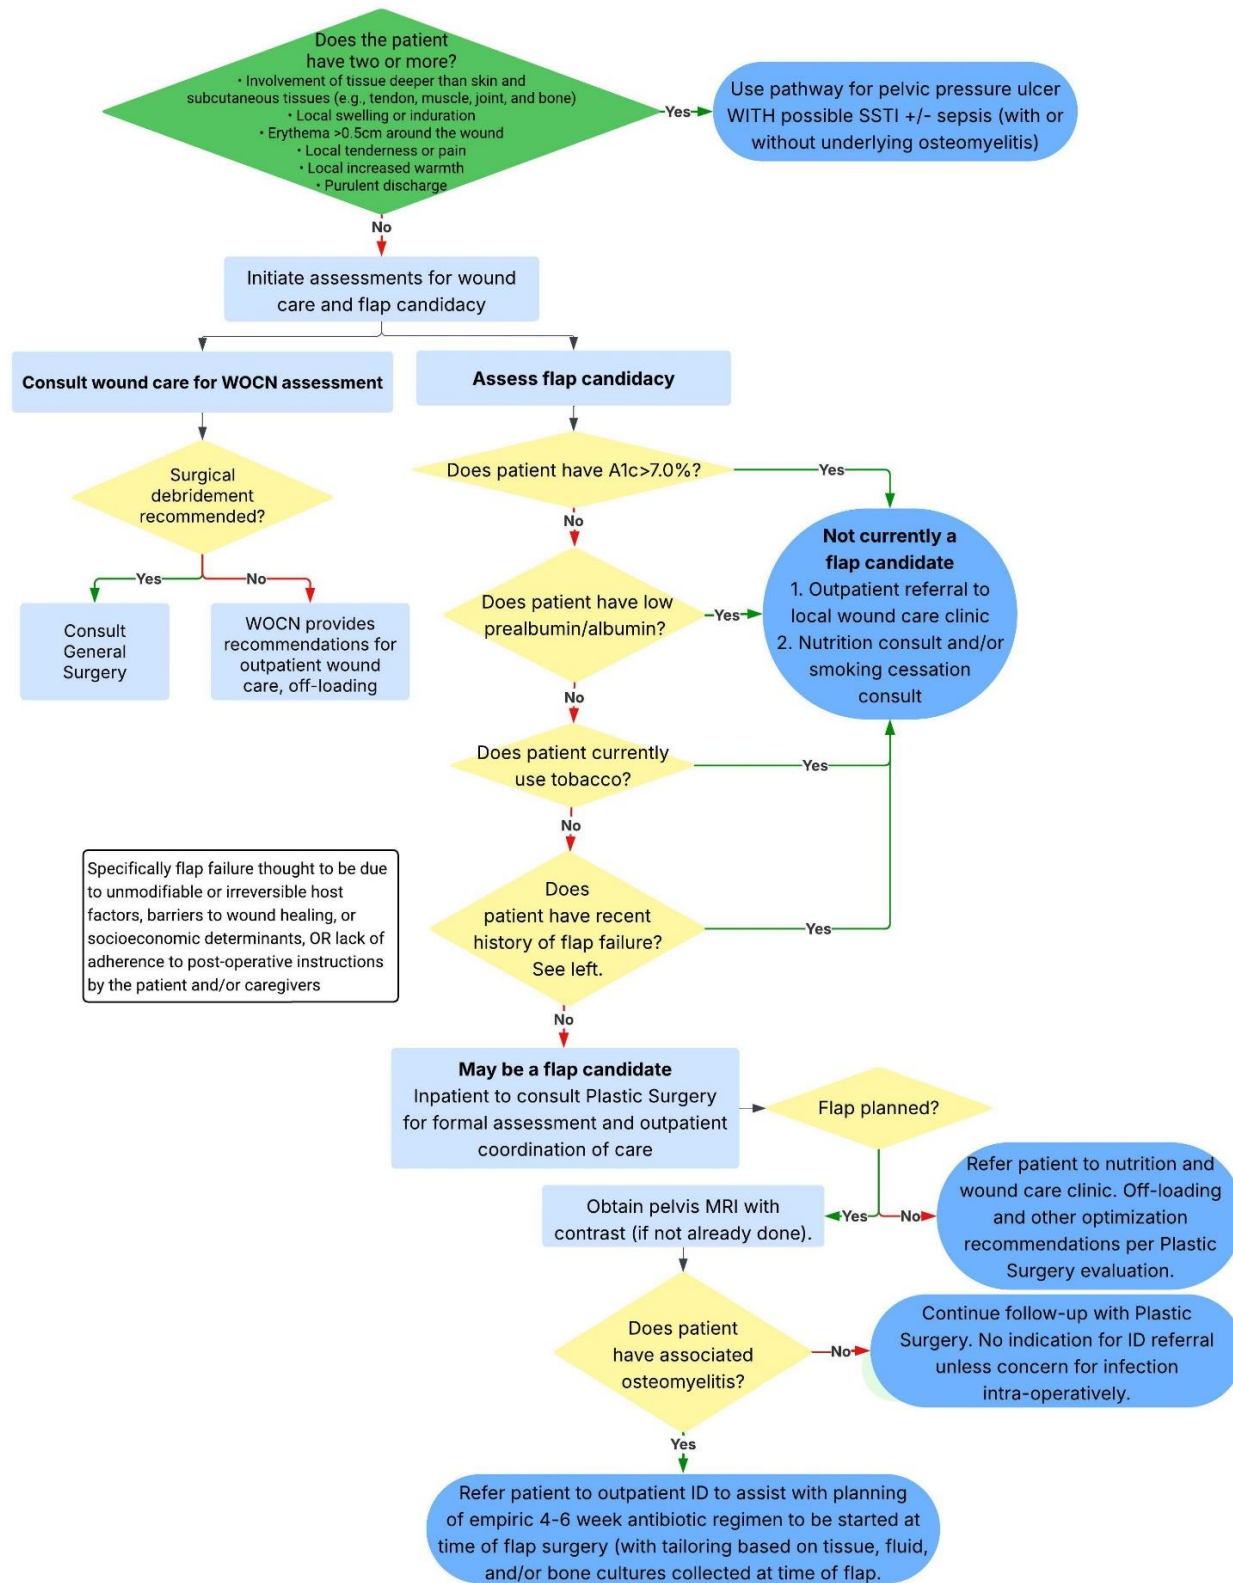 Does the patient
have two or more?
• Involvement of tissue deeper than skin and
subcutaneous tissues (e.g., tendon, muscle, joint, and bone)
• Local swelling or induration
• Erythema >0.5cm around the wound
• Local tenderness or pain
• Local increased warmth
• Purulent discharge
Yes
Use pathway for pelvic pressure ulcer
WITH possible SSTI +/- sepsis (with or
without underlying osteomyelitis)
No
Initiate assessments for wound
care and flap candidacy
Consult wound care for WOCN assessment
Surgical
debridement
recommended?
Yes
No
Consult
General
Surgery
WOCN provides
recommendations for
outpatient wound
care, off-loading
Assess flap candidacy
Does patient have A1c>7.0%?
Yes
No
Does patient have low
prealbumin/albumin?
Yes
No
Does patient currently
use tobacco?
Yes
No
Does
patient have recent
history of flap failure?
See left.
Yes
No
Not currently a
flap candidate
1. Outpatient referral to
local wound care clinic
2. Nutrition consult and/or
smoking cessation
consult
Specifically flap failure thought to be due
to unmodifiable or irreversible host
factors, barriers to wound healing, or
socioeconomic determinants, OR lack of
adherence to post-operative instructions
by the patient and/or caregivers
May be a flap candidate
Inpatient to consult Plastic Surgery
for formal assessment and outpatient
coordination of care
Flap planned?
Yes
No
Refer patient to nutrition and
wound care clinic. Off-loading
and other optimization
recommendations per Plastic
Surgery evaluation.
Obtain pelvis MRI with
contrast (if not already done).
Does patient
have associated
osteomyelitis?
No
Continue follow-up with Plastic
Surgery. No indication for ID referral
unless concern for infection
intra-operatively.
Yes
Refer patient to outpatient ID to assist with planning
of empiric 4-6 week antibiotic regimen to be started at
time of flap surgery (with tailoring based on tissue, fluid,
and/or bone cultures collected at time of flap.